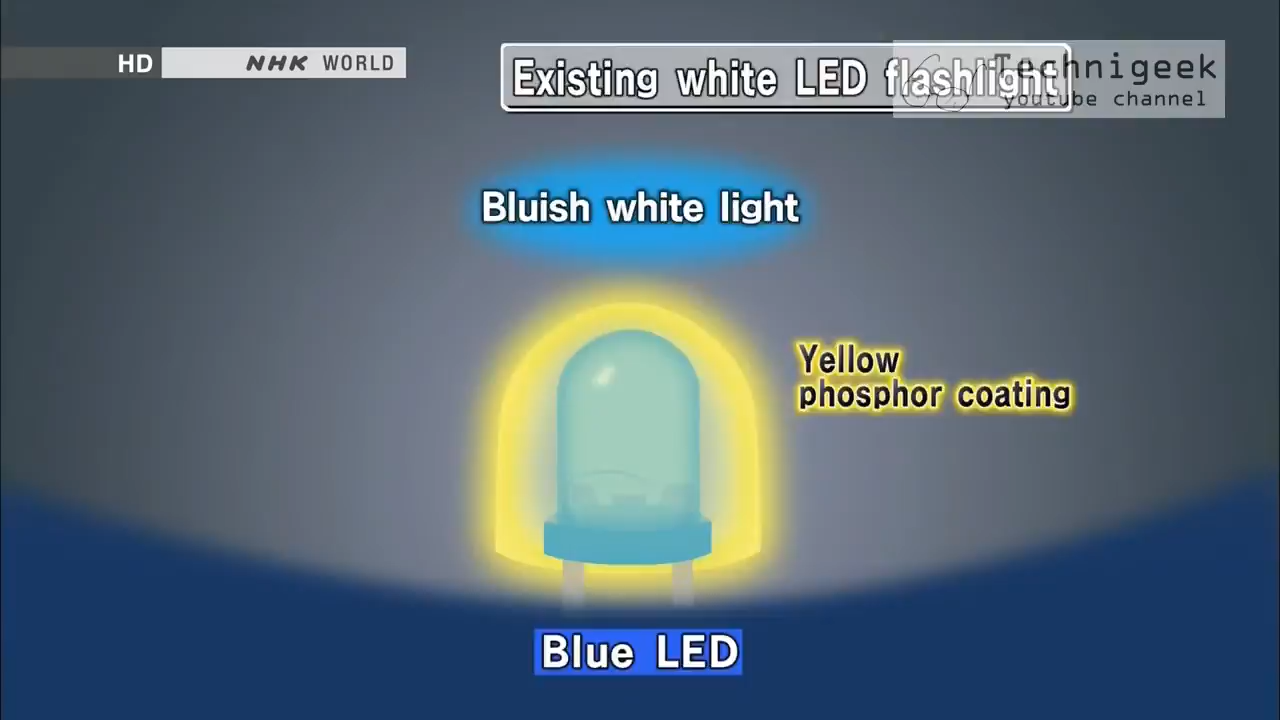 HD NHK WORLD
Existing white LED flashlight
Technigeek
youtube channel
Bluish white light
Yellow
phosphor coating
Blue LED